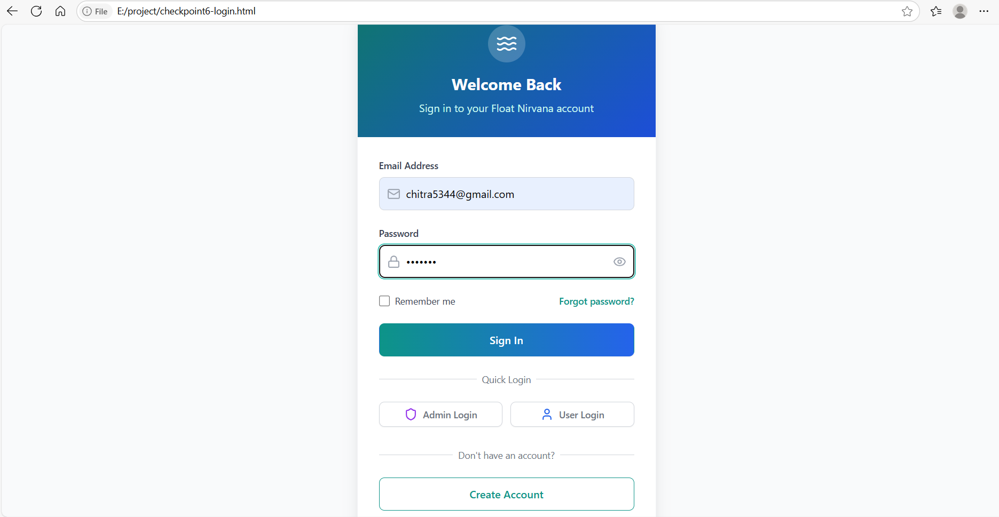 File E:/project/checkpoint6-login.html
Welcome Back
Sign in to your Float Nirvana account
Email Address
chitra5344@gmail.com
Password
•••••••
Remember me
Forgot password?
Sign In
Quick Login
Admin Login
User Login
Don't have an account?
Create Account